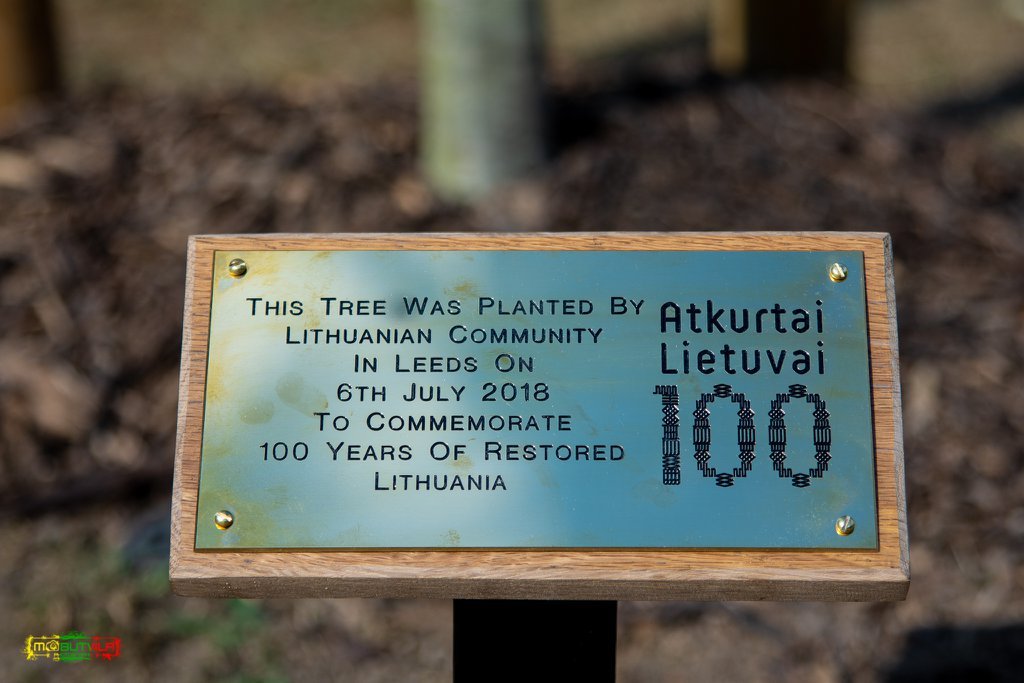 This Tree Was Planted By
Lithuanian Community
In Leeds On
6th July 2018
To Commemorate
100 Years Of Restored
Lithuania
Atkurtai
Lietuvai
100